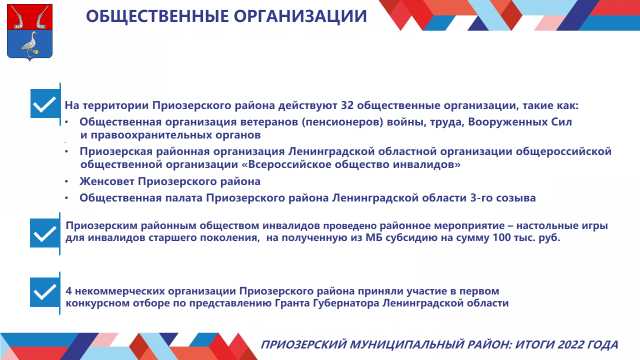 ОБЩЕСТВЕННЫЕ ОРГАНИЗАЦИИ
На территории Приозерского района действуют 32 общественные организации, такие как:
• Общественная организация ветеранов (пенсионеров) войны, труда, Вооруженных Сил
и правоохранительных органов
• Приозерская районная организация Ленинградской областной организации общероссийской
общественной организации «Всероссийское общество инвалидов»
• Женсовет Приозерского района
• Общественная палата Приозерского района Ленинградской области 3-го созыва
Приозерским районным обществом инвалидов проведено районное мероприятие – настольные игры
для инвалидов старшего поколения, на полученную из МБ субсидию на сумму 100 тыс. руб.
4 некоммерческих организации Приозерского района приняли участие в первом
конкурсном отборе по представлению Гранта Губернатора Ленинградской области
ПРИОЗЕРСКИЙ МУНИЦИПАЛЬНЫЙ РАЙОН: ИТОГИ 2022 ГОДА